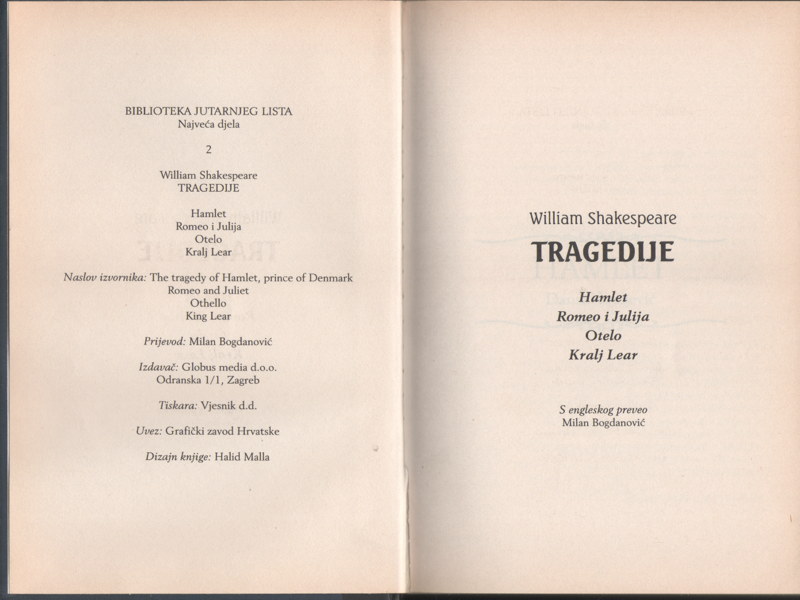 BIBLIOTEKA JUTARNJEG LISTA
Najveća djela
2
William Shakespeare
TRAGEDIJE
Hamlet
Romeo i Julija
Otelo
Kralj Lear
Naslov izvornika: The tragedy of Hamlet, prince of Denmark
Romeo and Juliet
Othello
King Lear
Prijevod: Milan Bogdanović
Izdavač: Globus media d.o.o.
Odranska 1/1, Zagreb
Tiskara: Vjesnik d.d.
Uvez: Grafički zavod Hrvatske
Dizajn knjige: Halid Malla
William Shakespeare
TRAGEDIJE
Hamlet
Romeo i Julija
Otelo
Kralj Lear
S engleskog preveo
Milan Bogdanović